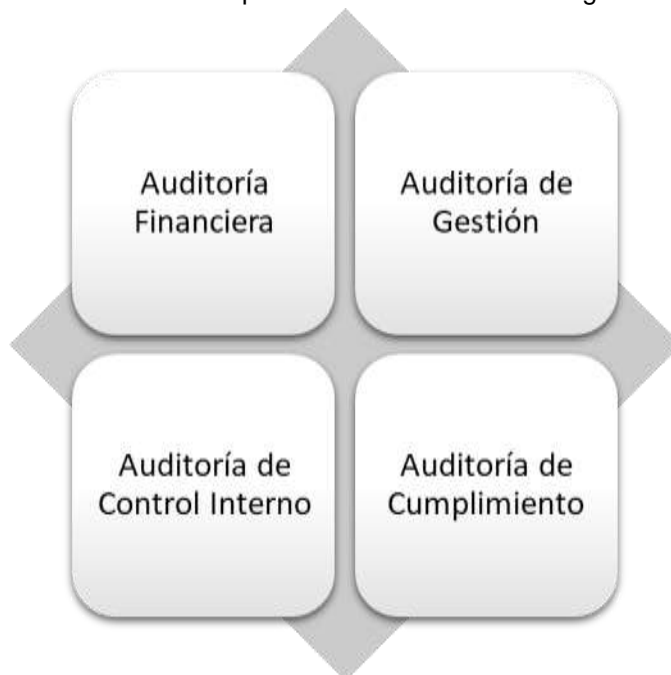 Auditoría
Financiera
Auditoría de
Gestión
Auditoría de
Control Interno
Auditoría de
Cumplimiento